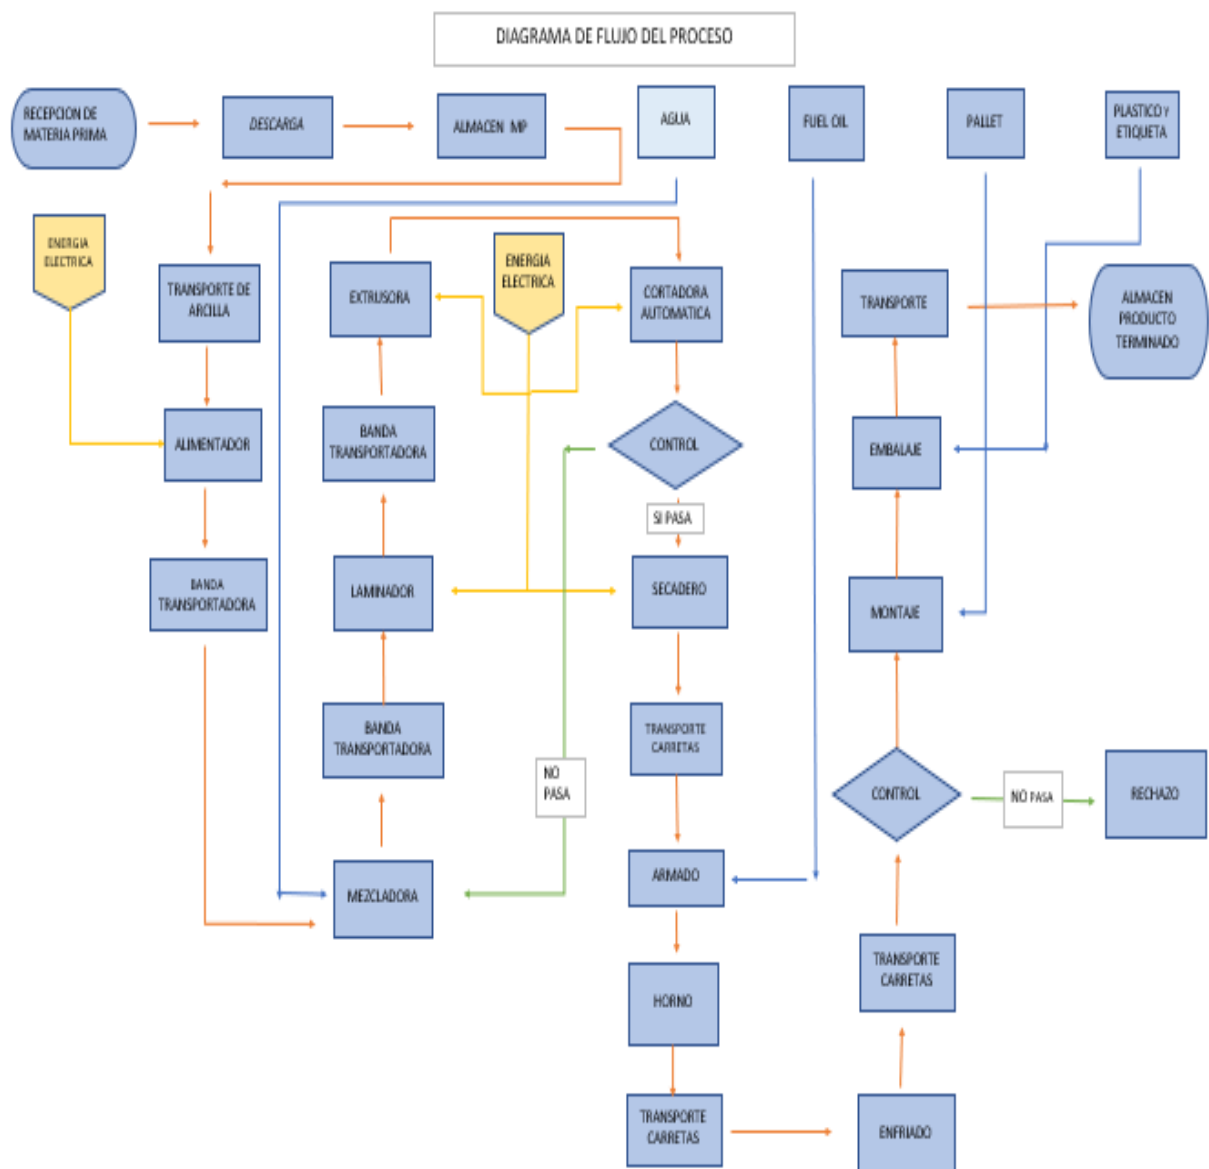 DIAGRAMA DE FLUJO DEL PROCESO
RECEPCION DE
MATERIA PRIMA
DESCARGA
ALMACEN MP
AGUA
FUEL OIL
PALLET
PLASTICO Y
ETIQUETA
ENERGIA
ELECTRICA
TRANSPORTE DE
ARCILLA
EXTRUSORA
ENERGIA
ELECTRICA
CORTADORA
AUTOMATICA
TRANSPORTE
ALMACEN
PRODUCTO
TERMINADO
ALIMENTADOR
BANDA
TRANSPORTADORA
CONTROL
EMBALAJE
SI PASA
BANDA
TRANSPORTADORA
LAMINADOR
SECADERO
MONTAJE
BANDA
TRANSPORTADORA
TRANSPORTE
CARRETAS
NO
PASA
CONTROL
NO PASA
RECHAZO
MEZCLADORA
ARMADO
HORNO
TRANSPORTE
CARRETAS
TRANSPORTE
CARRETAS
ENFRIADO